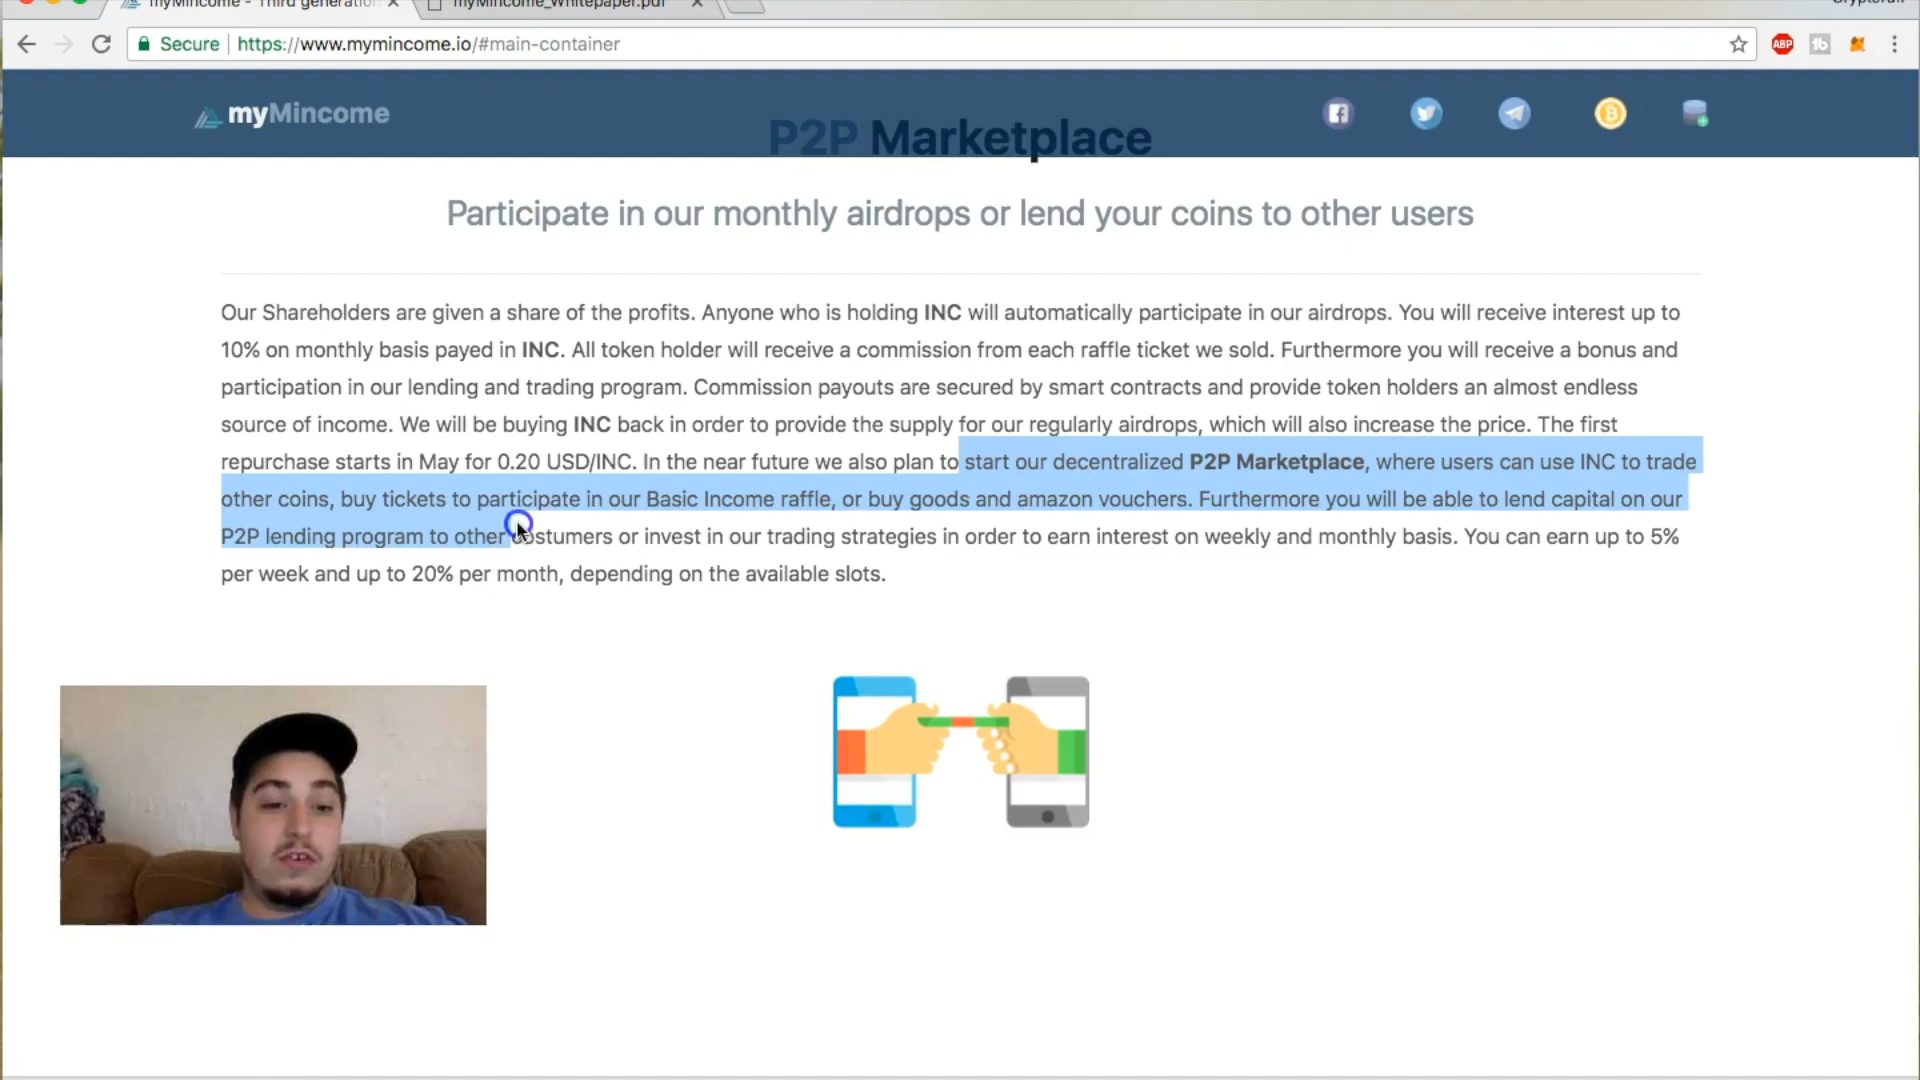 myMincome - Third generation
myMincome_Whitepaper.pdf
Secure https://www.mymincome.io/#main-container
ABP
myMincome
P2P Marketplace
Participate in our monthly airdrops or lend your coins to other users
Our Shareholders are given a share of the profits. Anyone who is holding INC will automatically participate in our airdrops. You will receive interest up to
10% on monthly basis payed in INC. All token holder will receive a commission from each raffle ticket we sold. Furthermore you will receive a bonus and
participation in our lending and trading program. Commission payouts are secured by smart contracts and provide token holders an almost endless
source of income. We will be buying INC back in order to provide the supply for our regularly airdrops, which will also increase the price. The first
repurchase starts in May for 0.20 USD/INC. In the near future we also plan to start our decentralized P2P Marketplace, where users can use INC to trade
other coins, buy tickets to participate in our Basic Income raffle, or buy goods and amazon vouchers. Furthermore you will be able to lend capital on our
P2P lending program to other costumers or invest in our trading strategies in order to earn interest on weekly and monthly basis. You can earn up to 5%
per week and up to 20% per month, depending on the available slots.